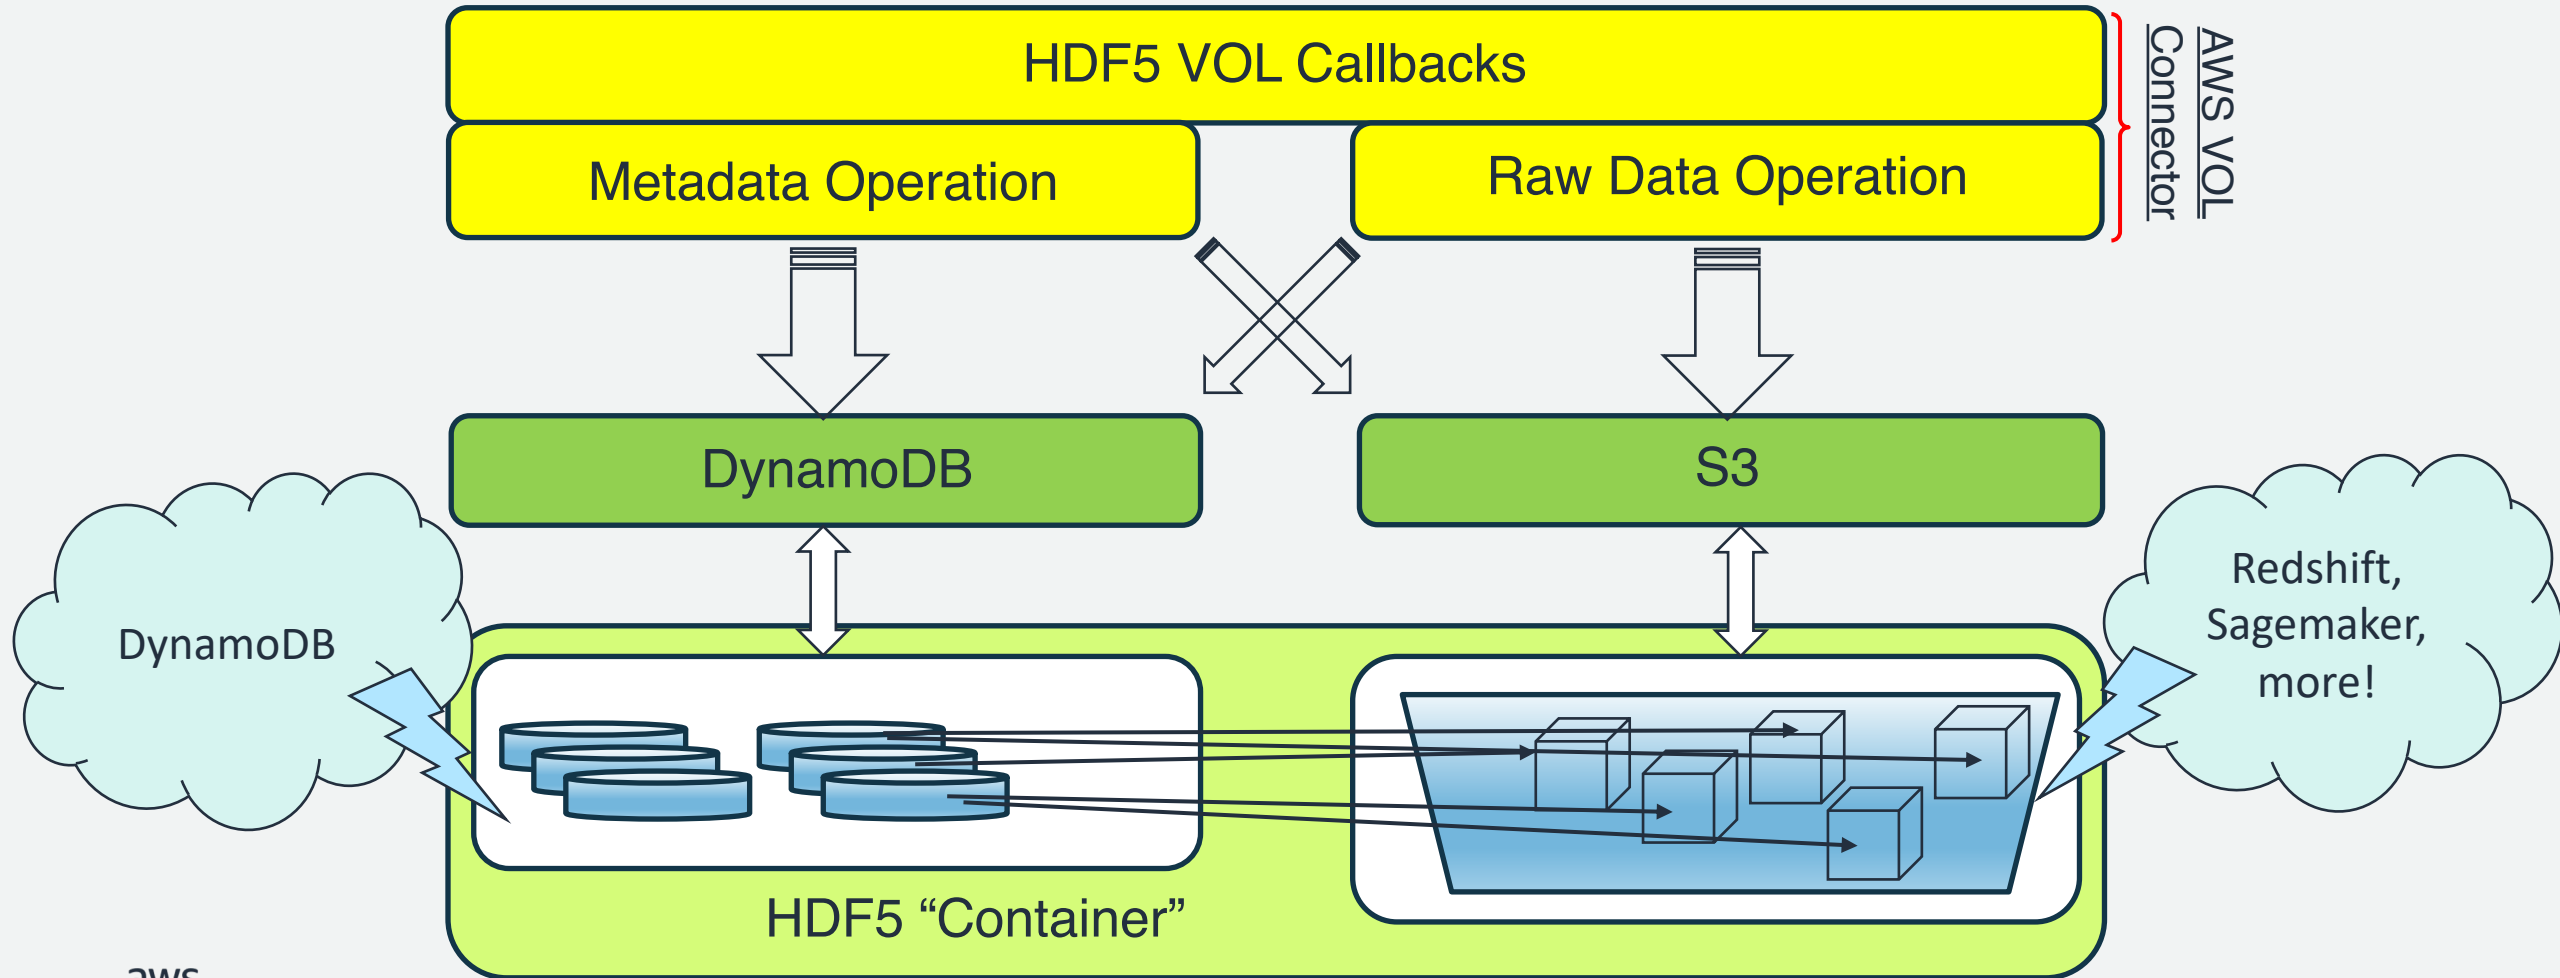 HDF5 VOL Callbacks
AWS VOL
Connector
Metadata Operation
Raw Data Operation
DynamoDB
S3
DynamoDB
Redshift,
Sagemaker,
more!
HDF5 “Container”
aws